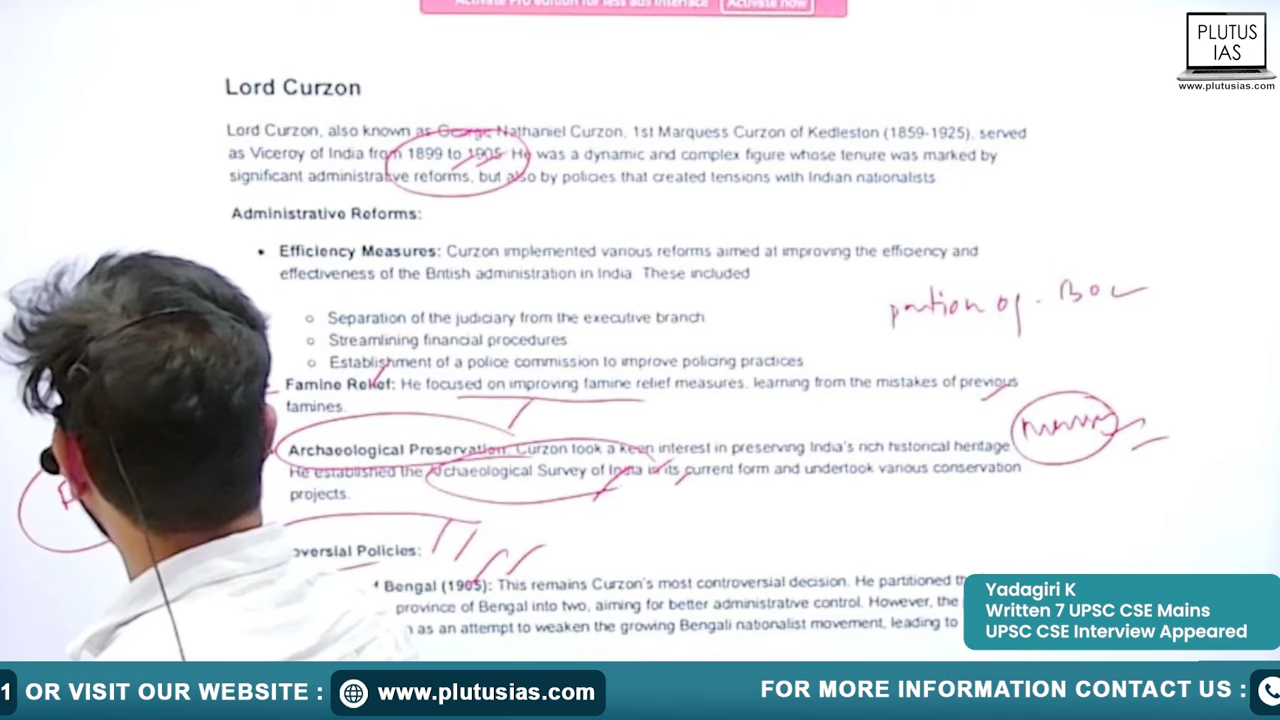 Activate Pro edition for less ads interface Activate now
PLUTUS
IAS
www.plutusias.com
Lord Curzon
Lord Curzon, also known as George Nathaniel Curzon, 1st Marquess Curzon of Kedleston (1859-1925), served
as Viceroy of India from 1899 to 1905. He was a dynamic and complex figure whose tenure was marked by
significant administrative reforms, but also by policies that created tensions with Indian nationalists
Administrative Reforms:
• Efficiency Measures: Curzon implemented various reforms aimed at improving the efficiency and
effectiveness of the British administration in India. These included
partion of
○ Separation of the judiciary from the executive branch
○ Streamlining financial procedures
○ Establishment of a police commission to improve policing practices
Famine Relief: He focused on improving famine relief measures, learning from the mistakes of previous
famines.
Archaeological Preservation: Curzon took a keen interest in preserving India's rich historical heritage
He established the Archaeological Survey of India in its current form and undertook various conservation
projects.
oversial Policies:
f Bengal (1905): This remains Curzon's most controversial decision. He partitioned th
province of Bengal into two, aiming for better administrative control. However, the
as an attempt to weaken the growing Bengali nationalist movement, leading to
Yadagiri K
Written 7 UPSC CSE Mains
UPSC CSE Interview Appeared
1 OR VISIT OUR WEBSITE : www.plutusias.com FOR MORE INFORMATION CONTACT US :